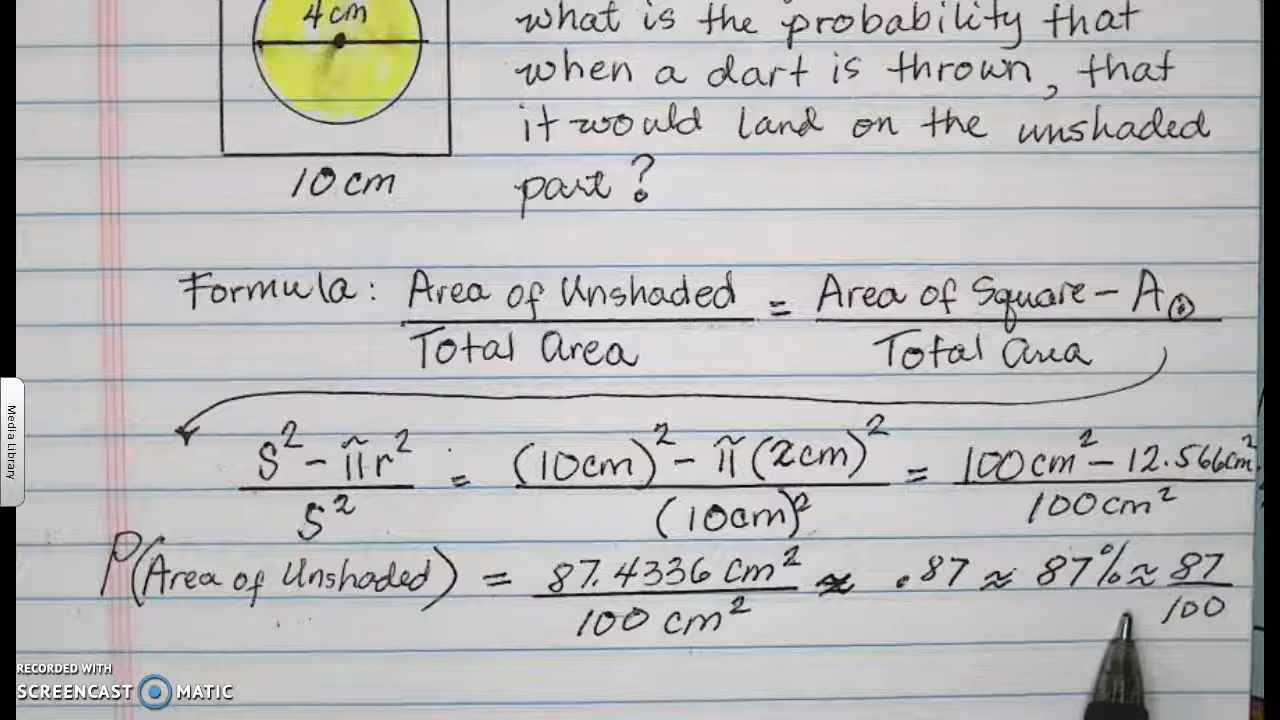 4cm
10cm
what is the probability that
when a dart is thrown, that
it would land on the unshaded
part?
Formula: Area of Unshaded / Total Area = Area of Square - A⊙ / Total area
S² - πr² / S² = (10cm)² - π(2cm)² / (10cm)² = 100cm² - 12.566cm² / 100cm²
P(Area of Unshaded) = 87.4336 cm² / 100 cm² ≈ .87 ≈ 87% ≈ 87/100
Media Library
RECORDED WITH
SCREENCAST MATIC